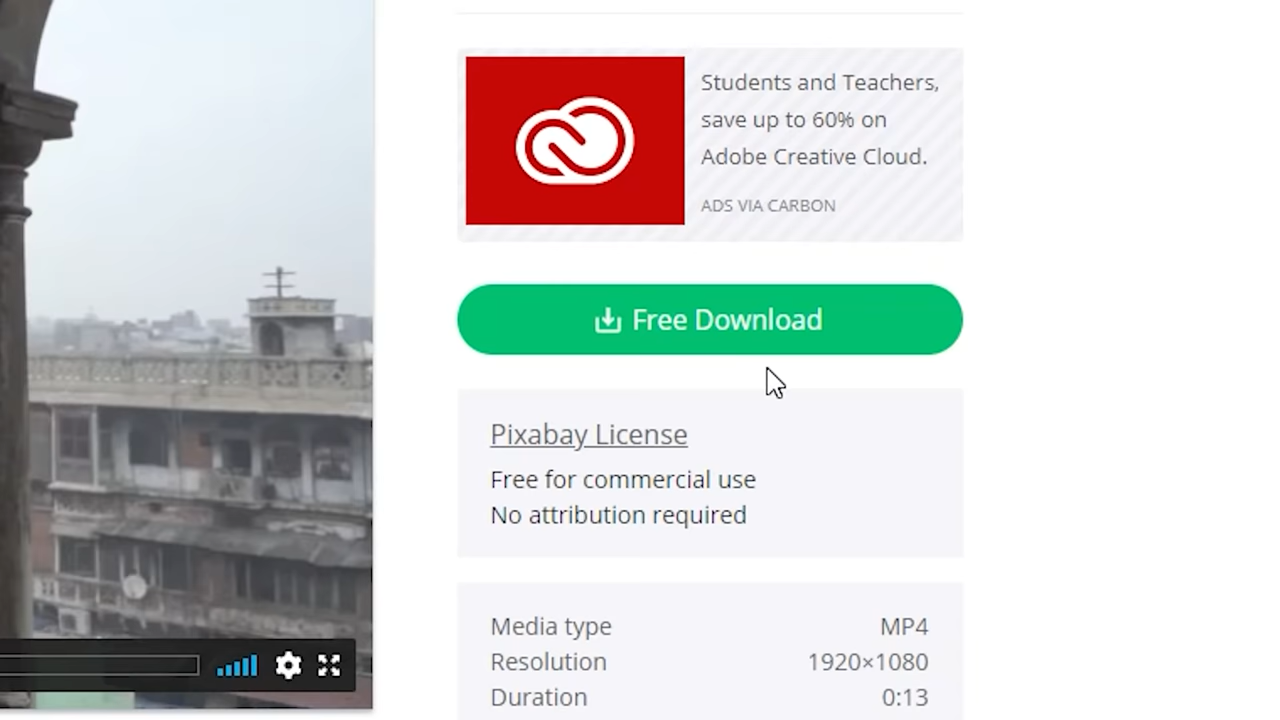 Students and Teachers,
save up to 60% on
Adobe Creative Cloud.
ADS VIA CARBON
Free Download
Pixabay License
Free for commercial use
No attribution required
Media type MP4
Resolution 1920×1080
Duration 0:13